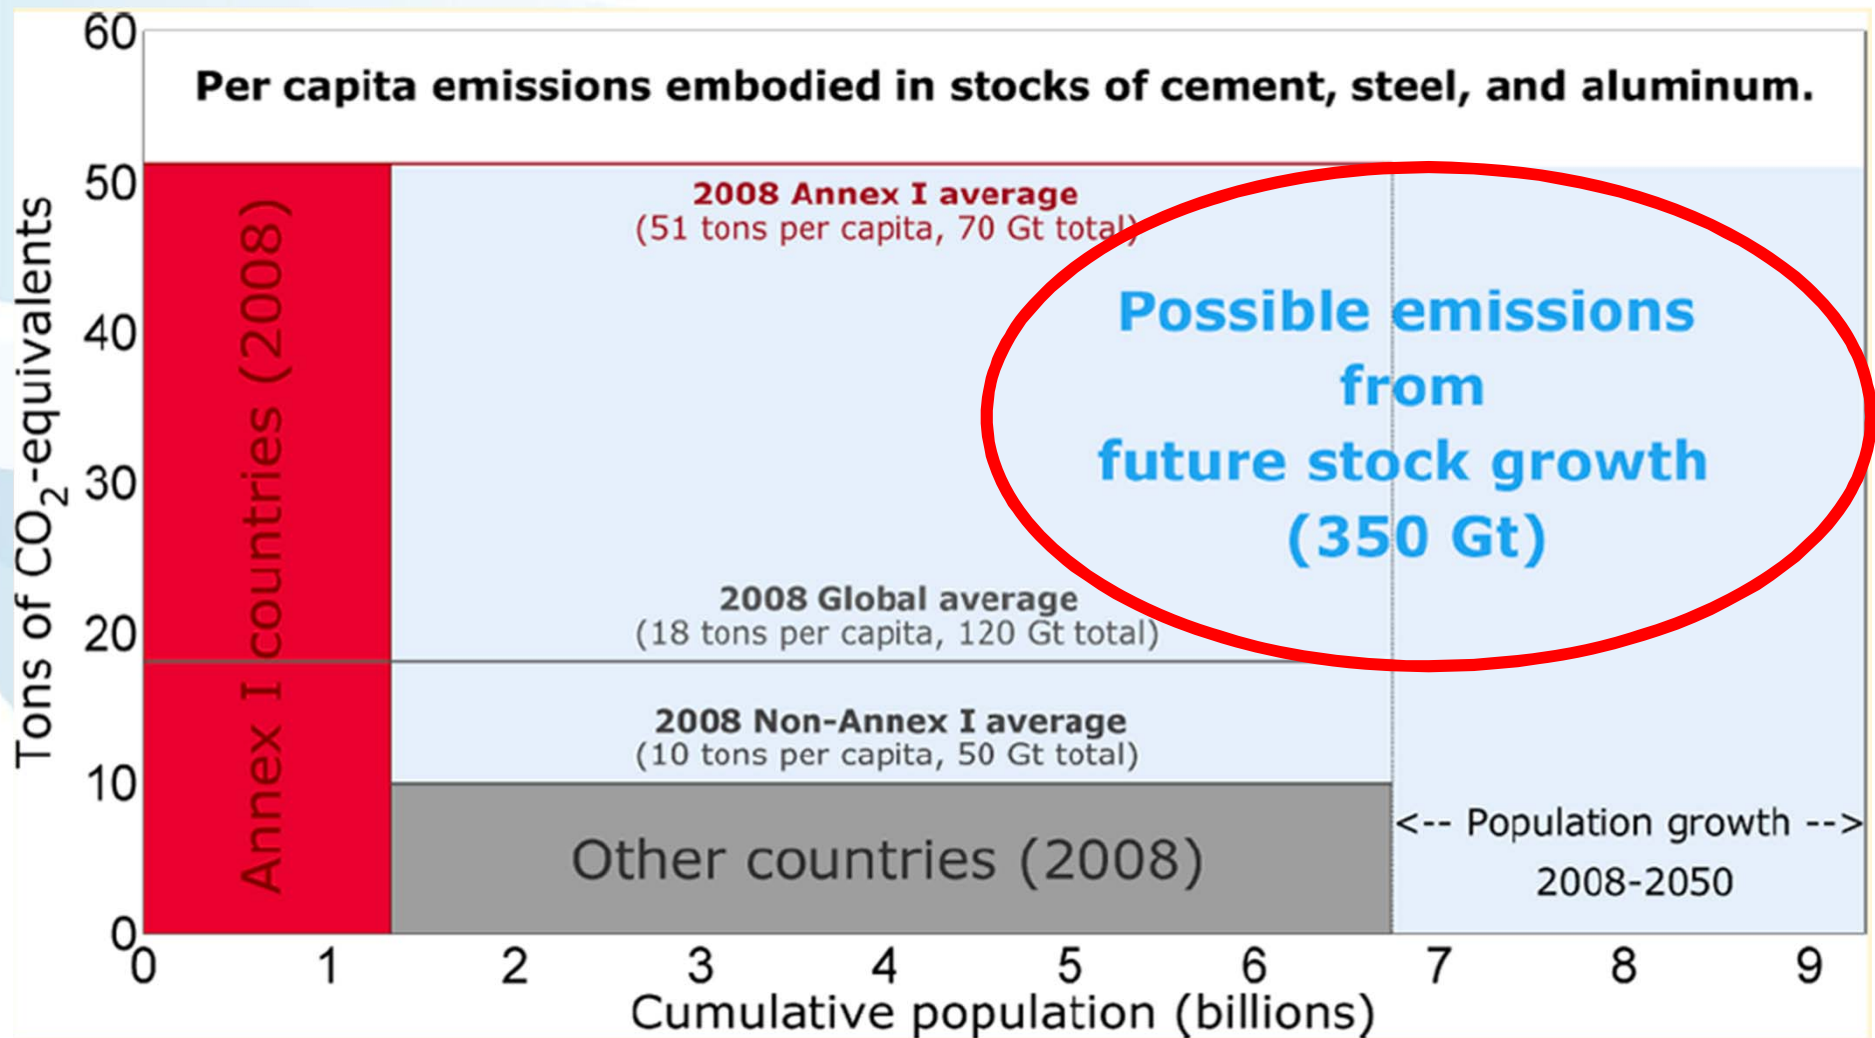 Per capita emissions embodied in stocks of cement, steel, and aluminum.
Tons of CO₂-equivalents
60
50
40
30
20
10
0
Annex I countries (2008)
2008 Annex I average
(51 tons per capita, 70 Gt total)
Possible emissions
from
future stock growth
(350 Gt)
2008 Global average
(18 tons per capita, 120 Gt total)
2008 Non-Annex I average
(10 tons per capita, 50 Gt total)
Other countries (2008)
<-- Population growth -->
2008-2050
0 1 2 3 4 5 6 7 8 9
Cumulative population (billions)